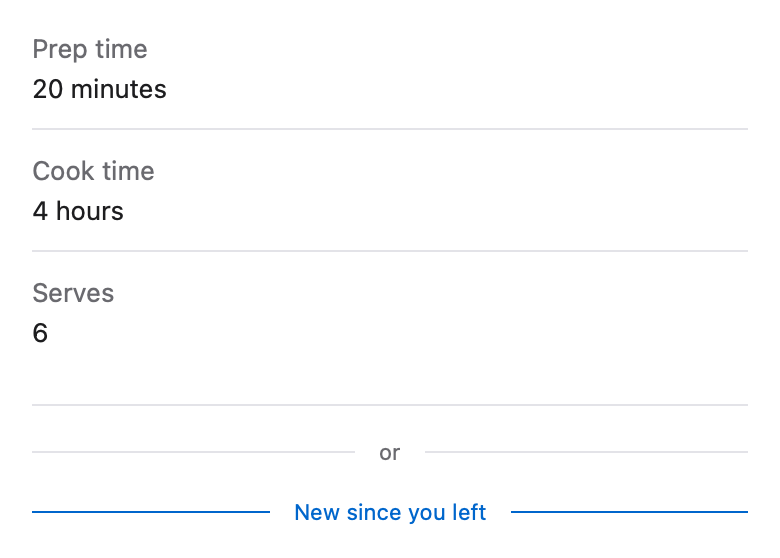 Prep time
20 minutes
Cook time
4 hours
Serves
6
or
New since you left